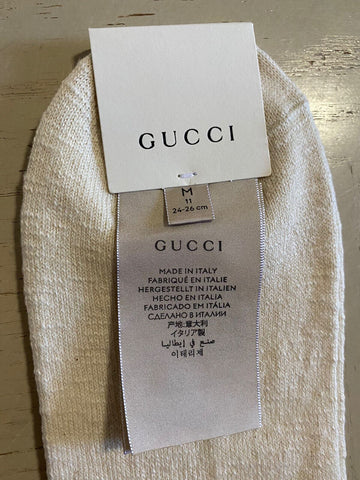 GUCCI
M
11
24-26 cm
GUCCI
MADE IN ITALY
FABRIQUÉ EN ITALIE
HERGESTELLT IN ITALIEN
HECHO EN ITALIA
FABRICADO EM ITÁLIA
СДЕЛАНО В ИТАЛИИ
产地:意大利
イタリア製
صنع في إيطاليا
이태리제